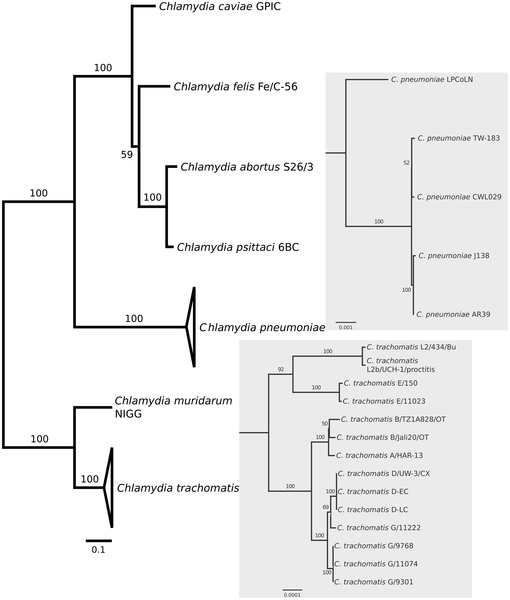 Chlamydia caviae GPIC
100
Chlamydia felis Fe/C-56
59
Chlamydia abortus S26/3
100
100
Chlamydia psittaci 6BC
100
Chlamydia pneumoniae
Chlamydia muridarum
NIGG
100
100
Chlamydia trachomatis
0.1
C. pneumoniae LPCoLN
C. pneumoniae TW-183
52
C. pneumoniae CWL029
100
C. pneumoniae J138
100
C. pneumoniae AR39
0.001
C. trachomatis L2/434/Bu
100
C. trachomatis
L2b/UCH-1/proctitis
92
C. trachomatis E/150
100
C. trachomatis E/11023
C. trachomatis B/TZ1A828/OT
50
100
C. trachomatis B/Jali20/OT
C. trachomatis A/HAR-13
C. trachomatis D/UW-3/CX
100
100
C. trachomatis D-EC
C. trachomatis D-LC
69
C. trachomatis G/11222
100
C. trachomatis G/9768
C. trachomatis G/11074
100
C. trachomatis G/9301
0.0001